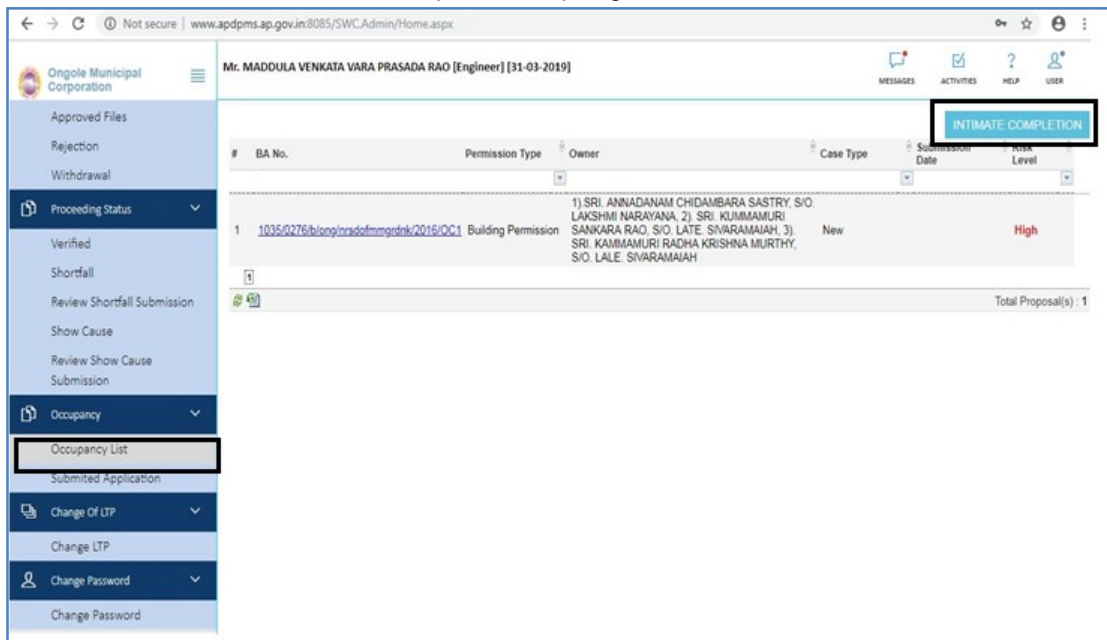 Not secure | www.apdpms.ap.gov.in:8085/SWC.Admin/Home.aspx
Ongole Municipal
Corporation
Mr. MADDULA VENKATA VARA PRASADA RAO [Engineer] [31-03-2019]
MESSAGES ACTIVITIES HELP USER
Approved Files
Rejection
Withdrawal
Proceeding Status
Verified
Shortfall
Review Shortfall Submission
Show Cause
Review Show Cause
Submission
Occupancy
Occupancy List
Submited Application
Change Of LTP
Change LTP
Change Password
Change Password
INTIMATE COMPLETION
# BA No. Permission Type Owner Case Type Submission Date Risk Level
1 1035/0276/b/ong/nrsdofmmgrdnk/2016/OC1 Building Permission
1).SRI. ANNADANAM CHIDAMBARA SASTRY, S/O.
LAKSHMI NARAYANA, 2). SRI. KUMMAMURI
SANKARA RAO, S/O. LATE. SIVARAMAIAH, 3).
SRI. KAMMAMURI RADHA KRISHNA MURTHY,
S/O. LALE. SIVARAMAIAH
New High
1
Total Proposal(s) : 1